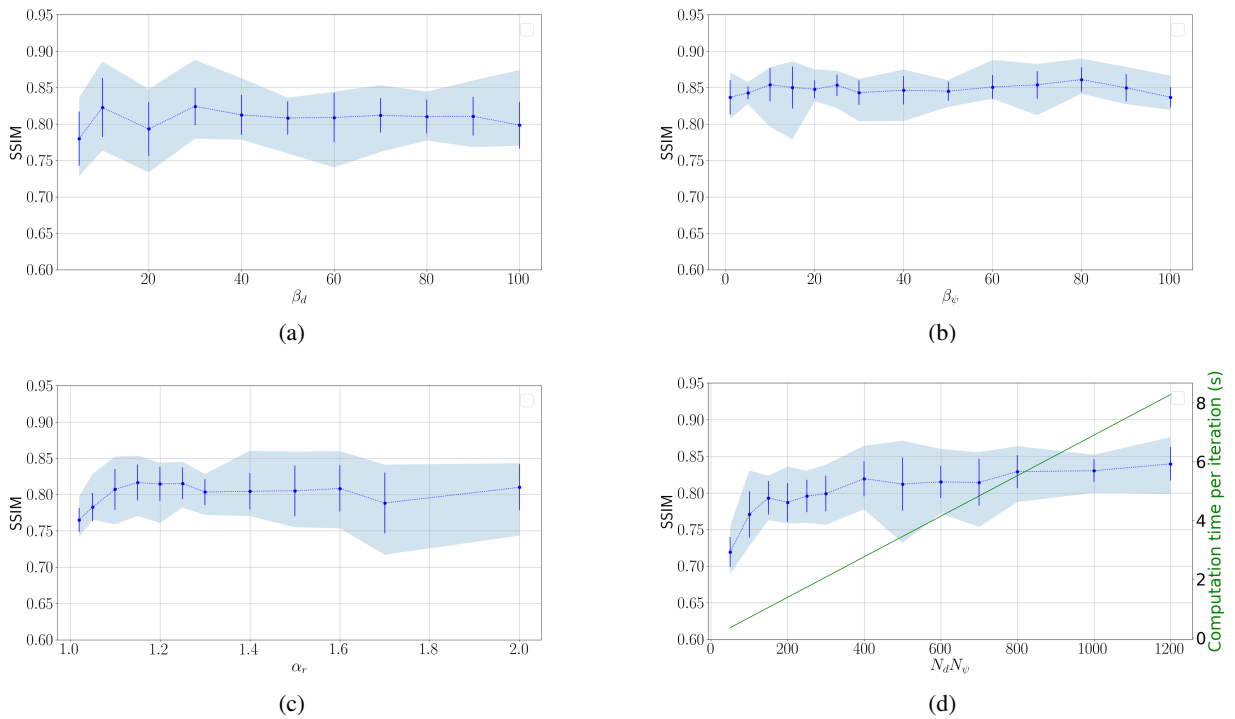 0.95
0.90
0.85
0.80
0.75
0.70
0.65
0.60
SSIM
20 40 60 80 100
β_d
(a)
0.95
0.90
0.85
0.80
0.75
0.70
0.65
0.60
SSIM
0 20 40 60 80 100
β_ψ
(b)
0.95
0.90
0.85
0.80
0.75
0.70
0.65
0.60
SSIM
1.0 1.2 1.4 1.6 1.8 2.0
α_r
(c)
0.95
0.90
0.85
0.80
0.75
0.70
0.65
0.60
SSIM
0 200 400 600 800 1000 1200
N_dN_ψ
8
6
4
2
0
Computation time per iteration (s)
(d)